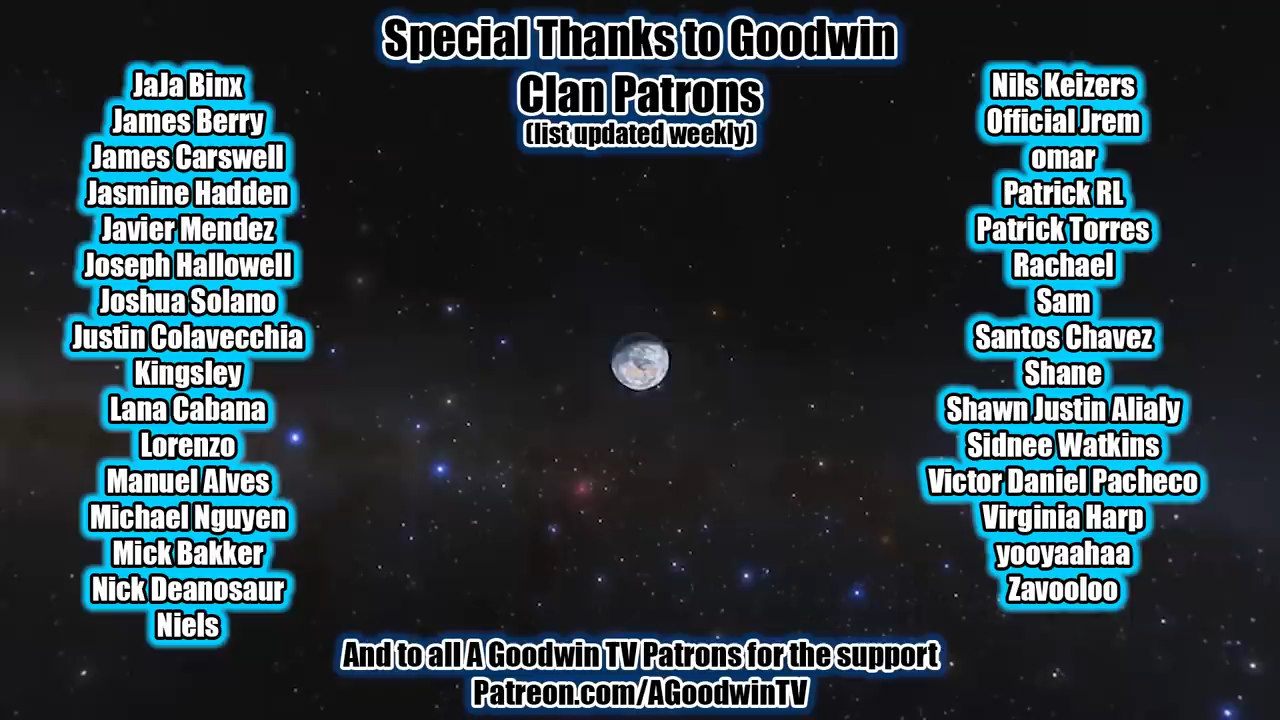 Special Thanks to Goodwin
Clan Patrons
(list updated weekly)
JaJa Binx
James Berry
James Carswell
Jasmine Hadden
Javier Mendez
Joseph Hallowell
Joshua Solano
Justin Colavecchia
Kingsley
Lana Cabana
Lorenzo
Manuel Alves
Michael Nguyen
Mick Bakker
Nick Deanosaur
Niels
Nils Keizers
Official Jrem
omar
Patrick RL
Patrick Torres
Rachael
Sam
Santos Chavez
Shane
Shawn Justin Alialy
Sidnee Watkins
Victor Daniel Pacheco
Virginia Harp
yooyaahaa
Zavooloo
And to all A Goodwin TV Patrons for the support
Patreon.com/AGoodwinTV